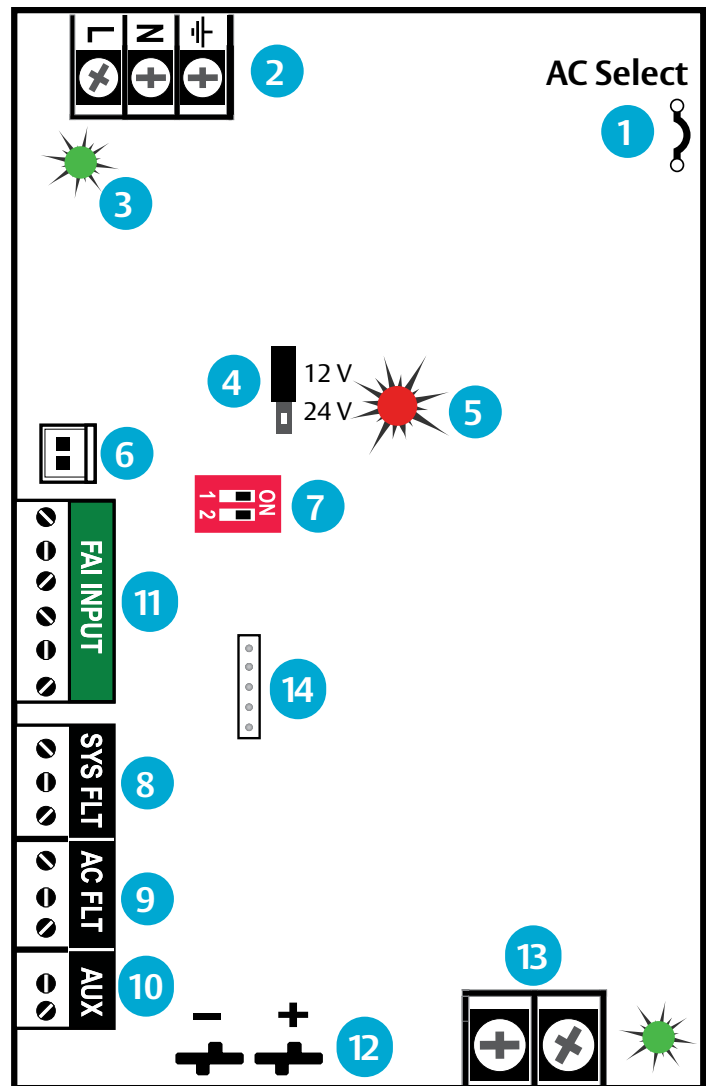 L N
2
AC Select
1
3
4
12 V
24 V
5
6
ON
1 2
7
FAI INPUT
11
14
SYS FLT
8
AC FLT
9
AUX
10
13
– +
12